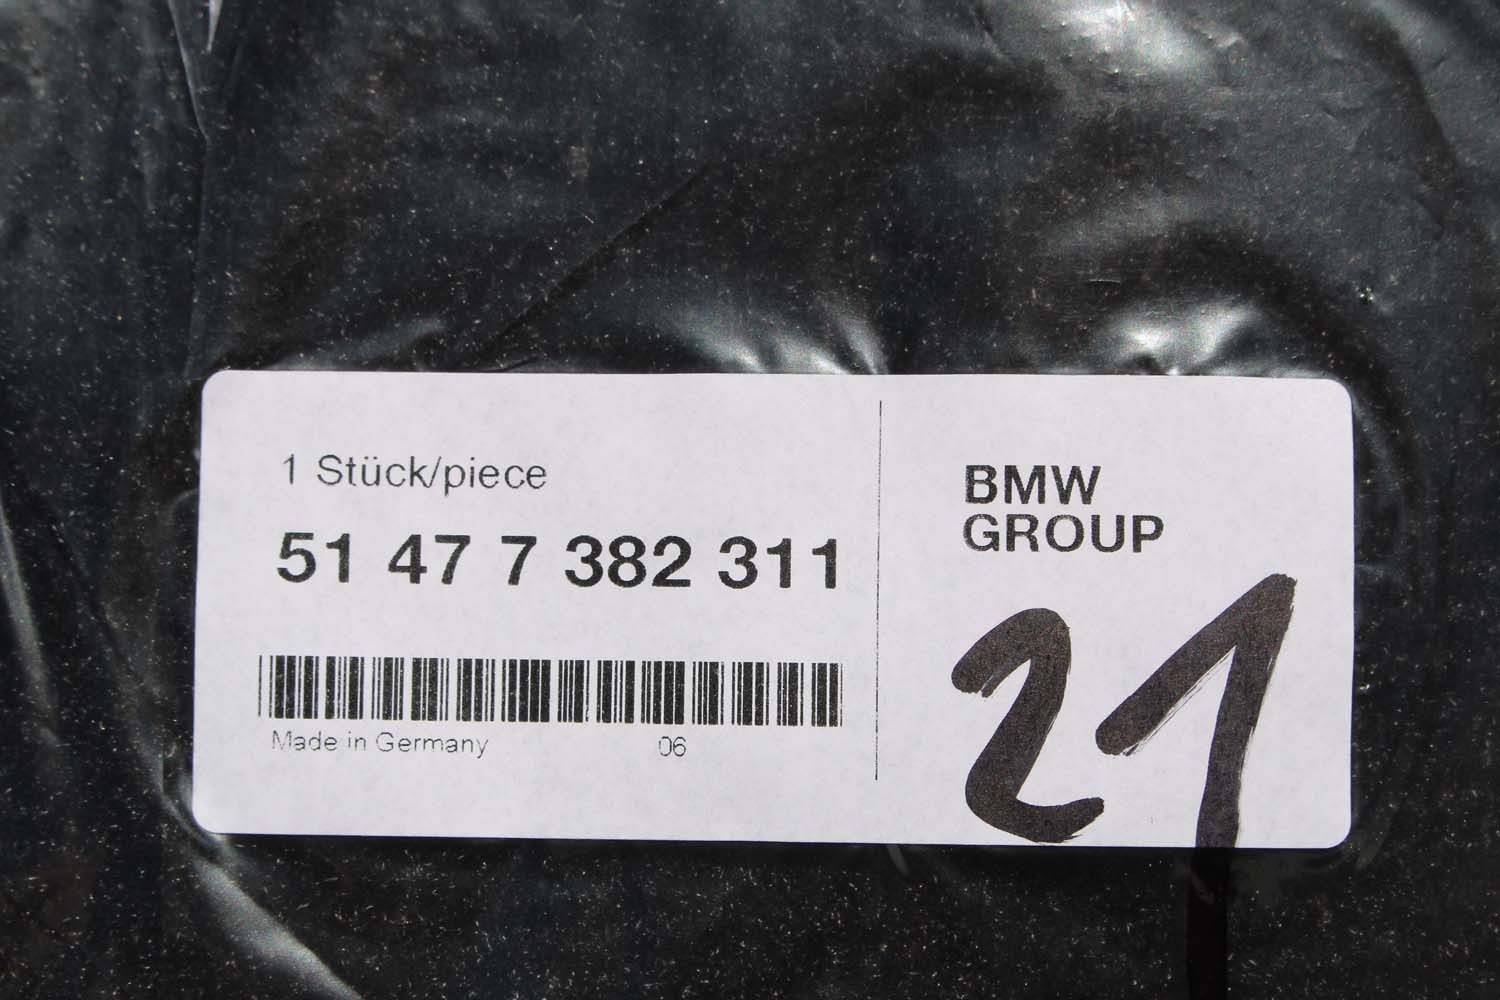 1 Stück/piece
51 47 7 382 311
Made in Germany 06
BMW
GROUP
21